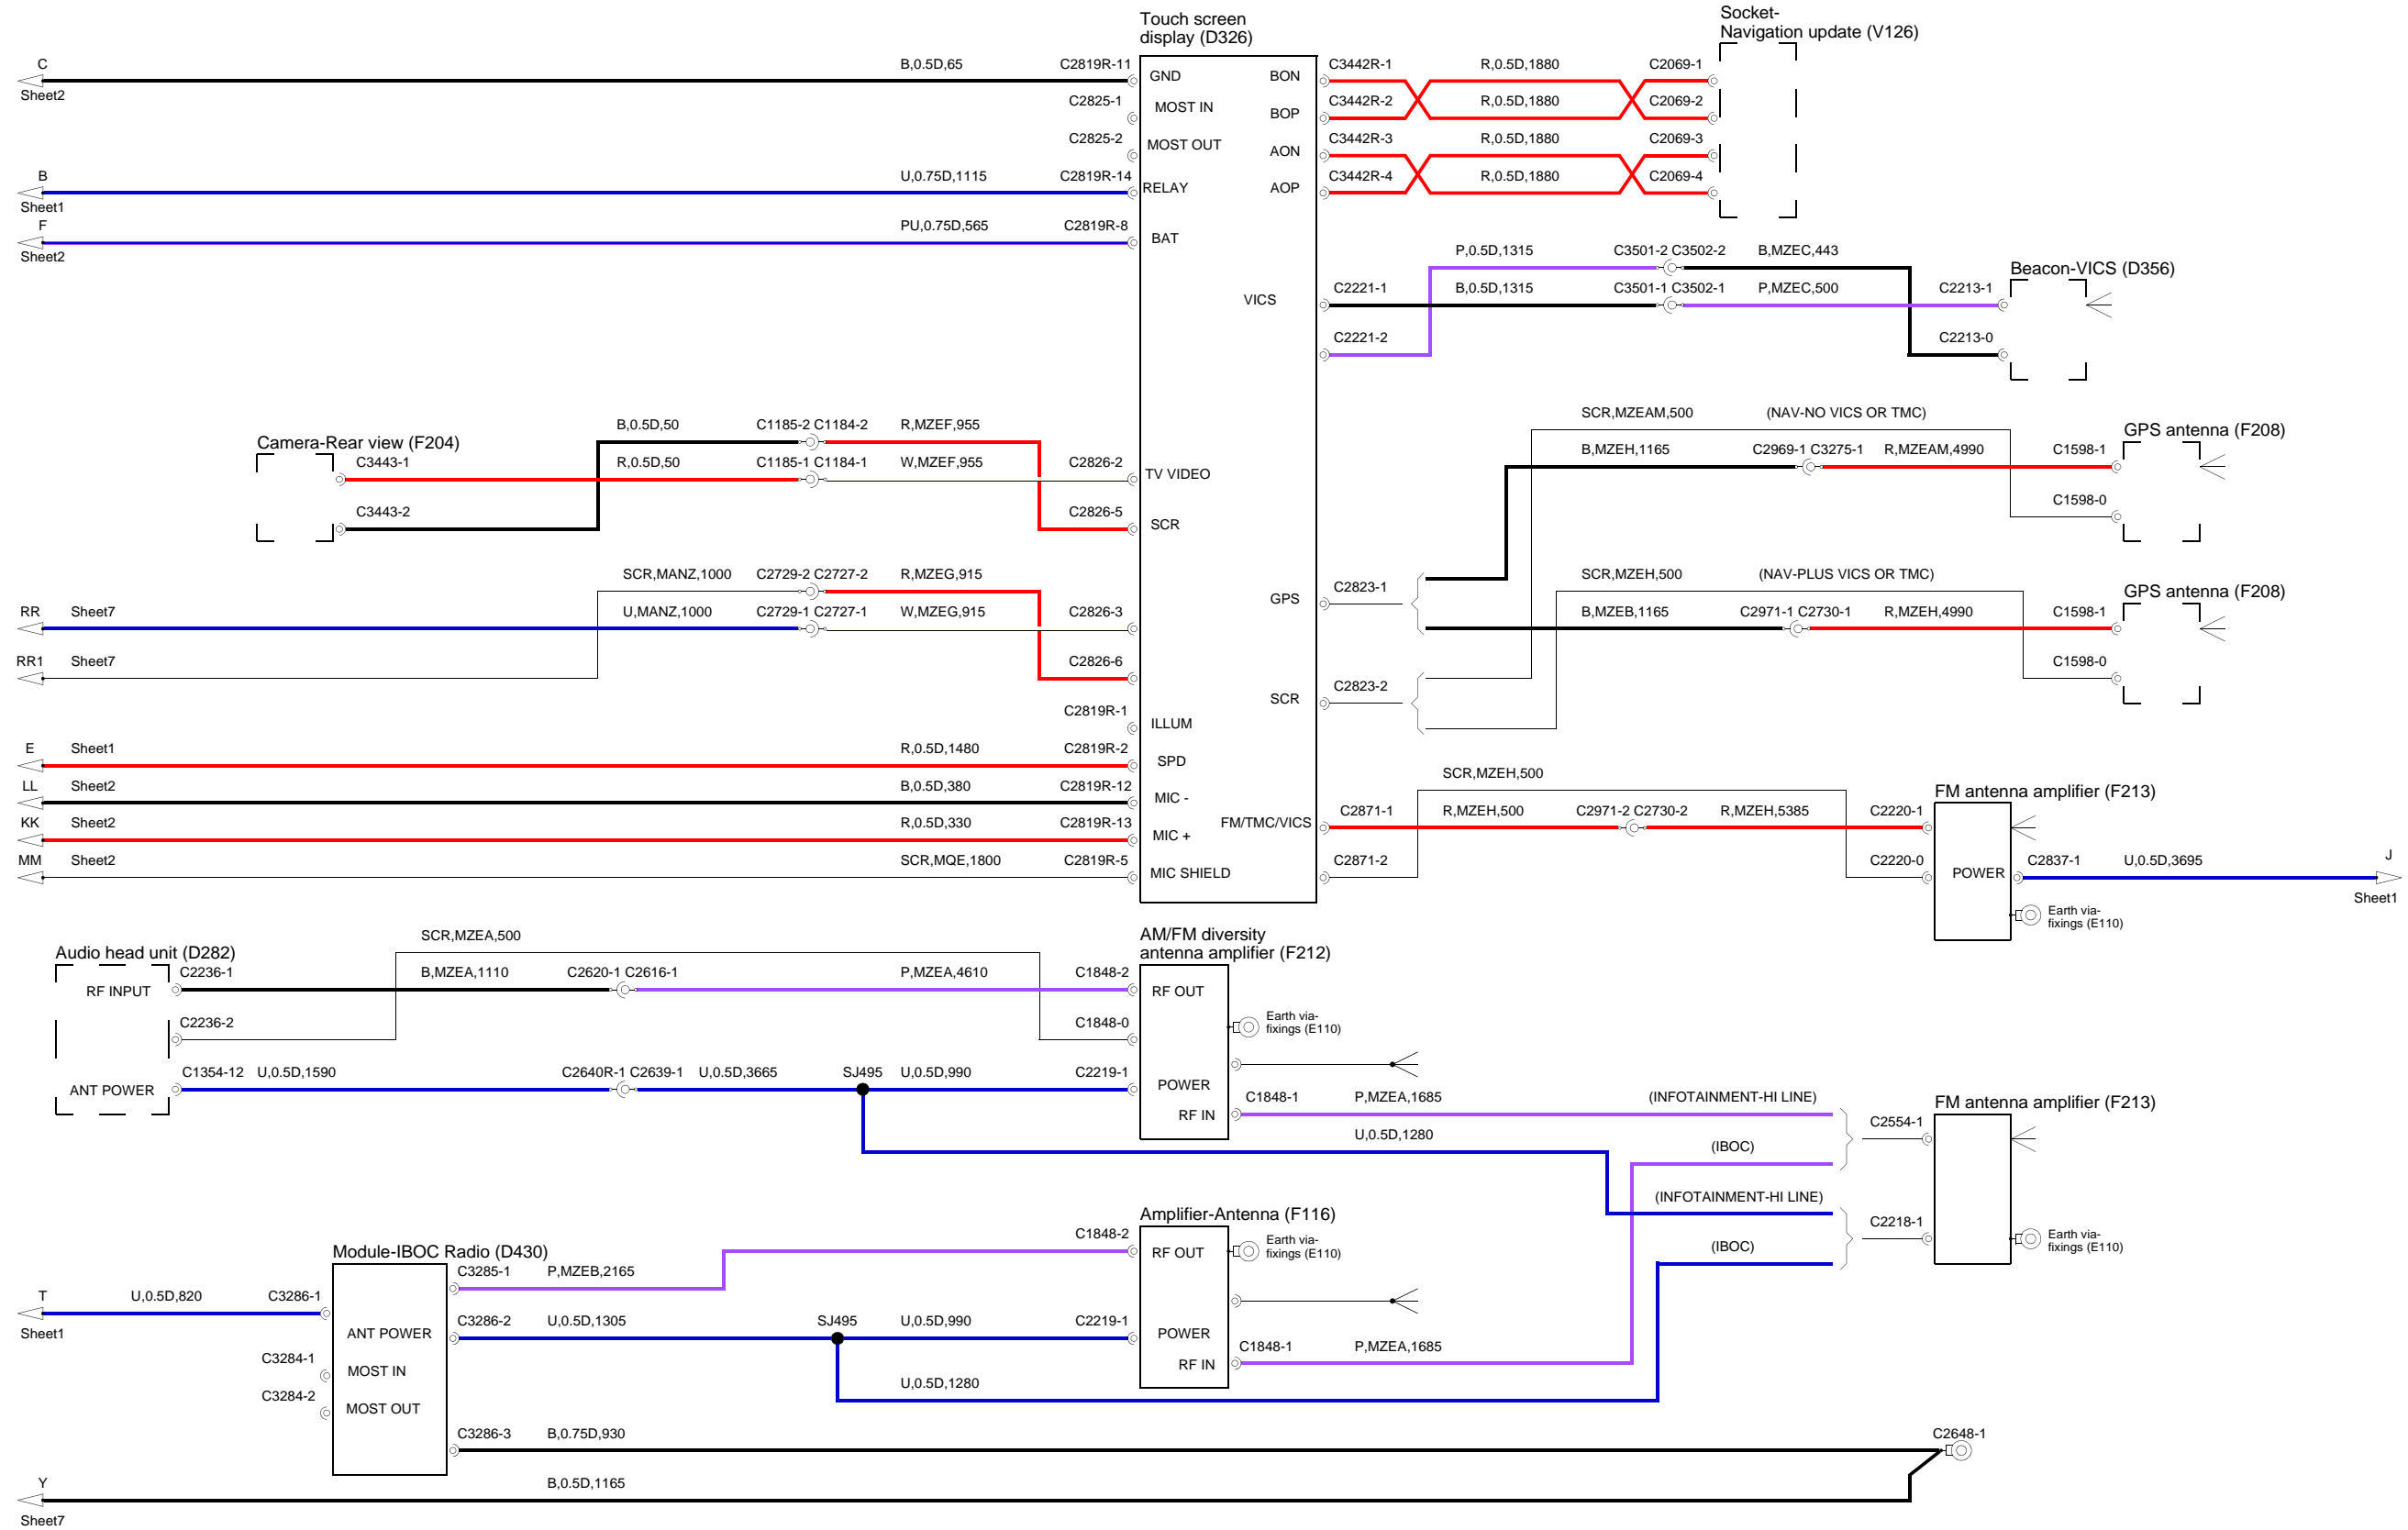 Touch screen
display (D326)
Socket-
Navigation update (V126)
C
Sheet2
B,0.5D,65
C2819R-11
GND
BON
C3442R-1
R,0.5D,1880
C2069-1
C2825-1
MOST IN
BOP
C3442R-2
R,0.5D,1880
C2069-2
C2825-2
MOST OUT
AON
C3442R-3
R,0.5D,1880
C2069-3
B
Sheet1
U,0.75D,1115
C2819R-14
RELAY
AOP
C3442R-4
R,0.5D,1880
C2069-4
F
Sheet2
PU,0.75D,565
C2819R-8
BAT
P,0.5D,1315
C3501-2 C3502-2
B,MZEC,443
Beacon-VICS (D356)
VICS
C2221-1
B,0.5D,1315
C3501-1 C3502-1
P,MZEC,500
C2213-1
C2221-2
C2213-0
SCR,MZEAM,500
(NAV-NO VICS OR TMC)
GPS antenna (F208)
Camera-Rear view (F204)
B,0.5D,50
C1185-2 C1184-2
R,MZEF,955
B,MZEH,1165
C2969-1 C3275-1
R,MZEAM,4990
C1598-1
C3443-1
R,0.5D,50
C1185-1 C1184-1
W,MZEF,955
C2826-2
TV VIDEO
C3443-2
C2826-5
SCR
C1598-0
SCR,MANZ,1000
C2729-2 C2727-2
R,MZEG,915
GPS
C2823-1
SCR,MZEH,500
(NAV-PLUS VICS OR TMC)
GPS antenna (F208)
RR
Sheet7
U,MANZ,1000
C2729-1 C2727-1
W,MZEG,915
C2826-3
B,MZEB,1165
C2971-1 C2730-1
R,MZEH,4990
C1598-1
RR1
Sheet7
C2826-6
SCR
C2823-2
C1598-0
C2819R-1
ILLUM
E
Sheet1
R,0.5D,1480
C2819R-2
SPD
LL
Sheet2
B,0.5D,380
C2819R-12
MIC -
SCR,MZEH,500
FM antenna amplifier (F213)
KK
Sheet2
R,0.5D,330
C2819R-13
MIC +
FM/TMC/VICS
C2871-1
R,MZEH,500
C2971-2 C2730-2
R,MZEH,5385
C2220-1
MM
Sheet2
SCR,MQE,1800
C2819R-5
MIC SHIELD
C2871-2
C2220-0
POWER
C2837-1
U,0.5D,3695
J
Sheet1
Earth via-
fixings (E110)
Audio head unit (D282)
SCR,MZEA,500
AM/FM diversity
antenna amplifier (F212)
RF INPUT
C2236-1
B,MZEA,1110
C2620-1 C2616-1
P,MZEA,4610
C1848-2
RF OUT
C2236-2
C1848-0
Earth via-
fixings (E110)
ANT POWER
C1354-12
U,0.5D,1590
C2640R-1 C2639-1
U,0.5D,3665
SJ495
U,0.5D,990
C2219-1
POWER
RF IN
C1848-1
P,MZEA,1685
(INFOTAINMENT-HI LINE)
FM antenna amplifier (F213)
C2554-1
U,0.5D,1280
(IBOC)
(INFOTAINMENT-HI LINE)
C2218-1
(IBOC)
Earth via-
fixings (E110)
Module-IBOC Radio (D430)
Amplifier-Antenna (F116)
C1848-2
RF OUT
Earth via-
fixings (E110)
C3285-1
P,MZEB,2165
T
Sheet1
U,0.5D,820
C3286-1
ANT POWER
C3286-2
U,0.5D,1305
SJ495
U,0.5D,990
C2219-1
POWER
C3284-1
MOST IN
RF IN
C1848-1
P,MZEA,1685
C3284-2
MOST OUT
U,0.5D,1280
C3286-3
B,0.75D,930
C2648-1
Y
Sheet7
B,0.5D,1165